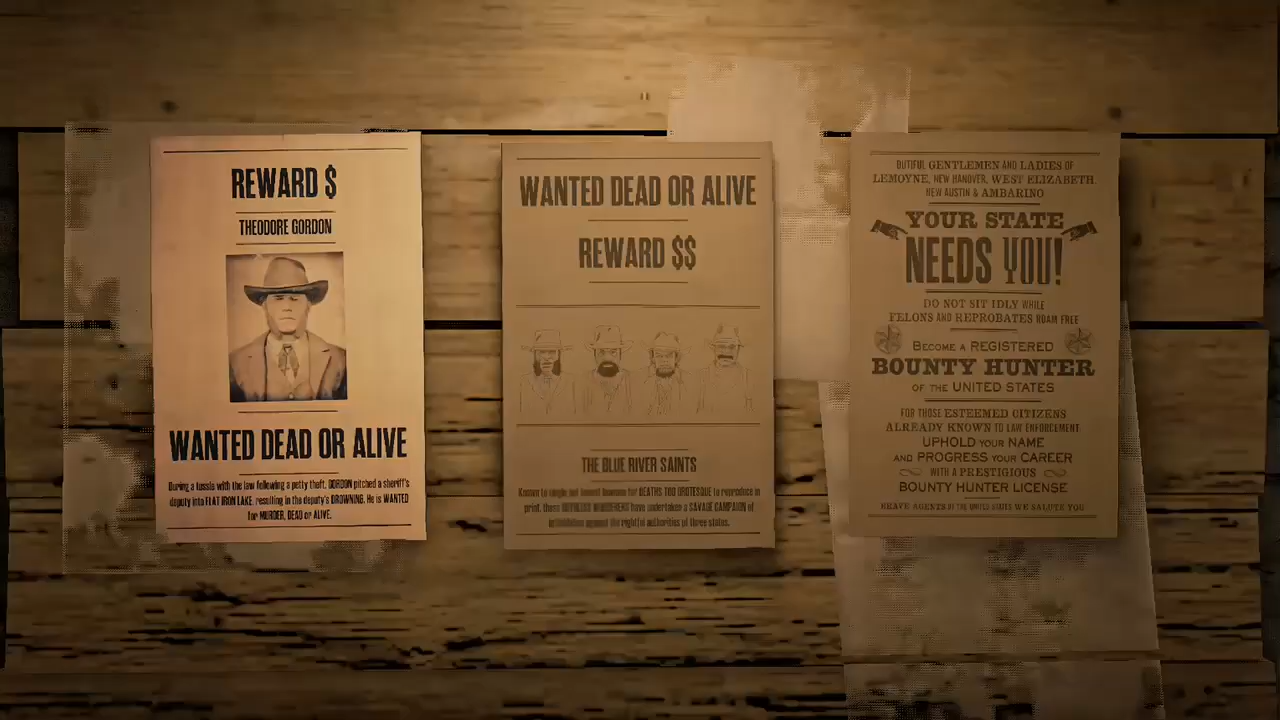 REWARD $
THEODORE GORDON
WANTED DEAD OR ALIVE
During a tussle with the law following a petty theft, GORDON pitched a sheriff's
deputy into FLAT IRON LAKE, resulting in the deputy's DROWNING. He is WANTED
for MURDER, DEAD or ALIVE.
WANTED DEAD OR ALIVE
REWARD $$
THE BLUE RIVER SAINTS
Known to single out honest lawmen for DEATHS TOO GROTESQUE to reproduce in
print, these RUTHLESS MURDERERS have undertaken a SAVAGE CAMPAIGN of
intimidation against the rightful authorities of three states.
DUTIFUL GENTLEMEN AND LADIES OF
LEMOYNE, NEW HANOVER, WEST ELIZABETH,
NEW AUSTIN & AMBARINO
YOUR STATE
NEEDS YOU!
DO NOT SIT IDLY WHILE
FELONS AND REPROBATES ROAM FREE
BECOME A REGISTERED
BOUNTY HUNTER
OF THE UNITED STATES
FOR THOSE ESTEEMED CITIZENS
ALREADY KNOWN TO LAW ENFORCEMENT
UPHOLD YOUR NAME
AND PROGRESS YOUR CAREER
WITH A PRESTIGIOUS
BOUNTY HUNTER LICENSE
BRAVE AGENTS OF THE UNITED STATES WE SALUTE YOU